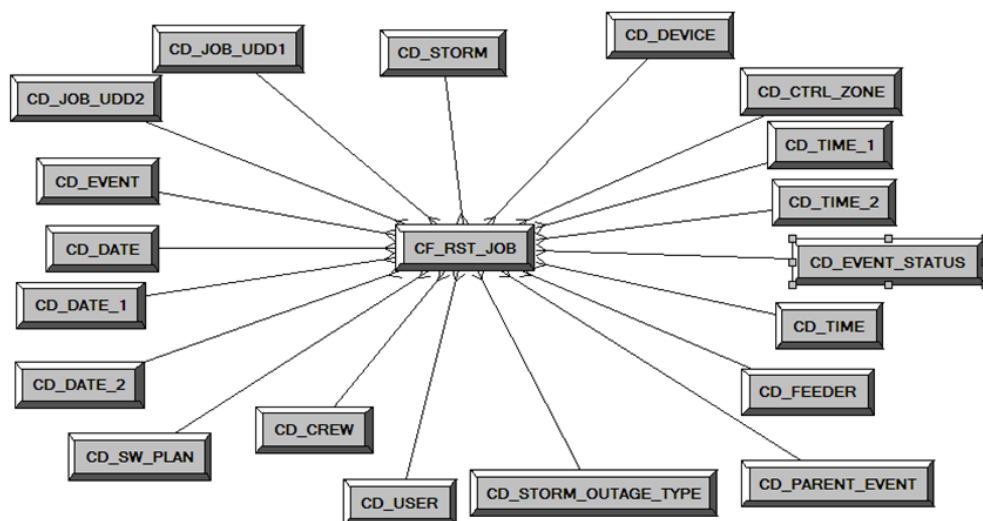 CD_JOB_UDD1
CD_STORM
CD_DEVICE
CD_JOB_UDD2
CD_CTRL_ZONE
CD_TIME_1
CD_EVENT
CD_TIME_2
CD_DATE
CF_RST_JOB
CD_EVENT_STATUS
CD_DATE_1
CD_TIME
CD_DATE_2
CD_FEEDER
CD_CREW
CD_SW_PLAN
CD_USER
CD_STORM_OUTAGE_TYPE
CD_PARENT_EVENT